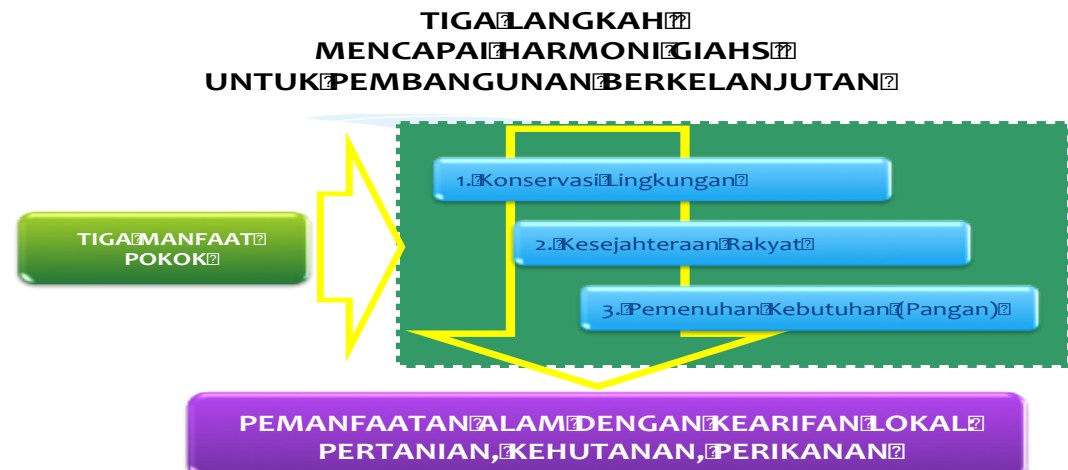 TIGA LANGKAH
MENCAPAI HARMONI GIAHS
UNTUK PEMBANGUNAN BERKELANJUTAN
TIGA MANFAAT
POKOK
1. Konservasi Lingkungan
2. Kesejahteraan Rakyat
3. Pemenuhan Kebutuhan (Pangan)
PEMANFAATAN ALAM DENGAN KEARIFAN LOKAL
PERTANIAN, KEHUTANAN, PERIKANAN